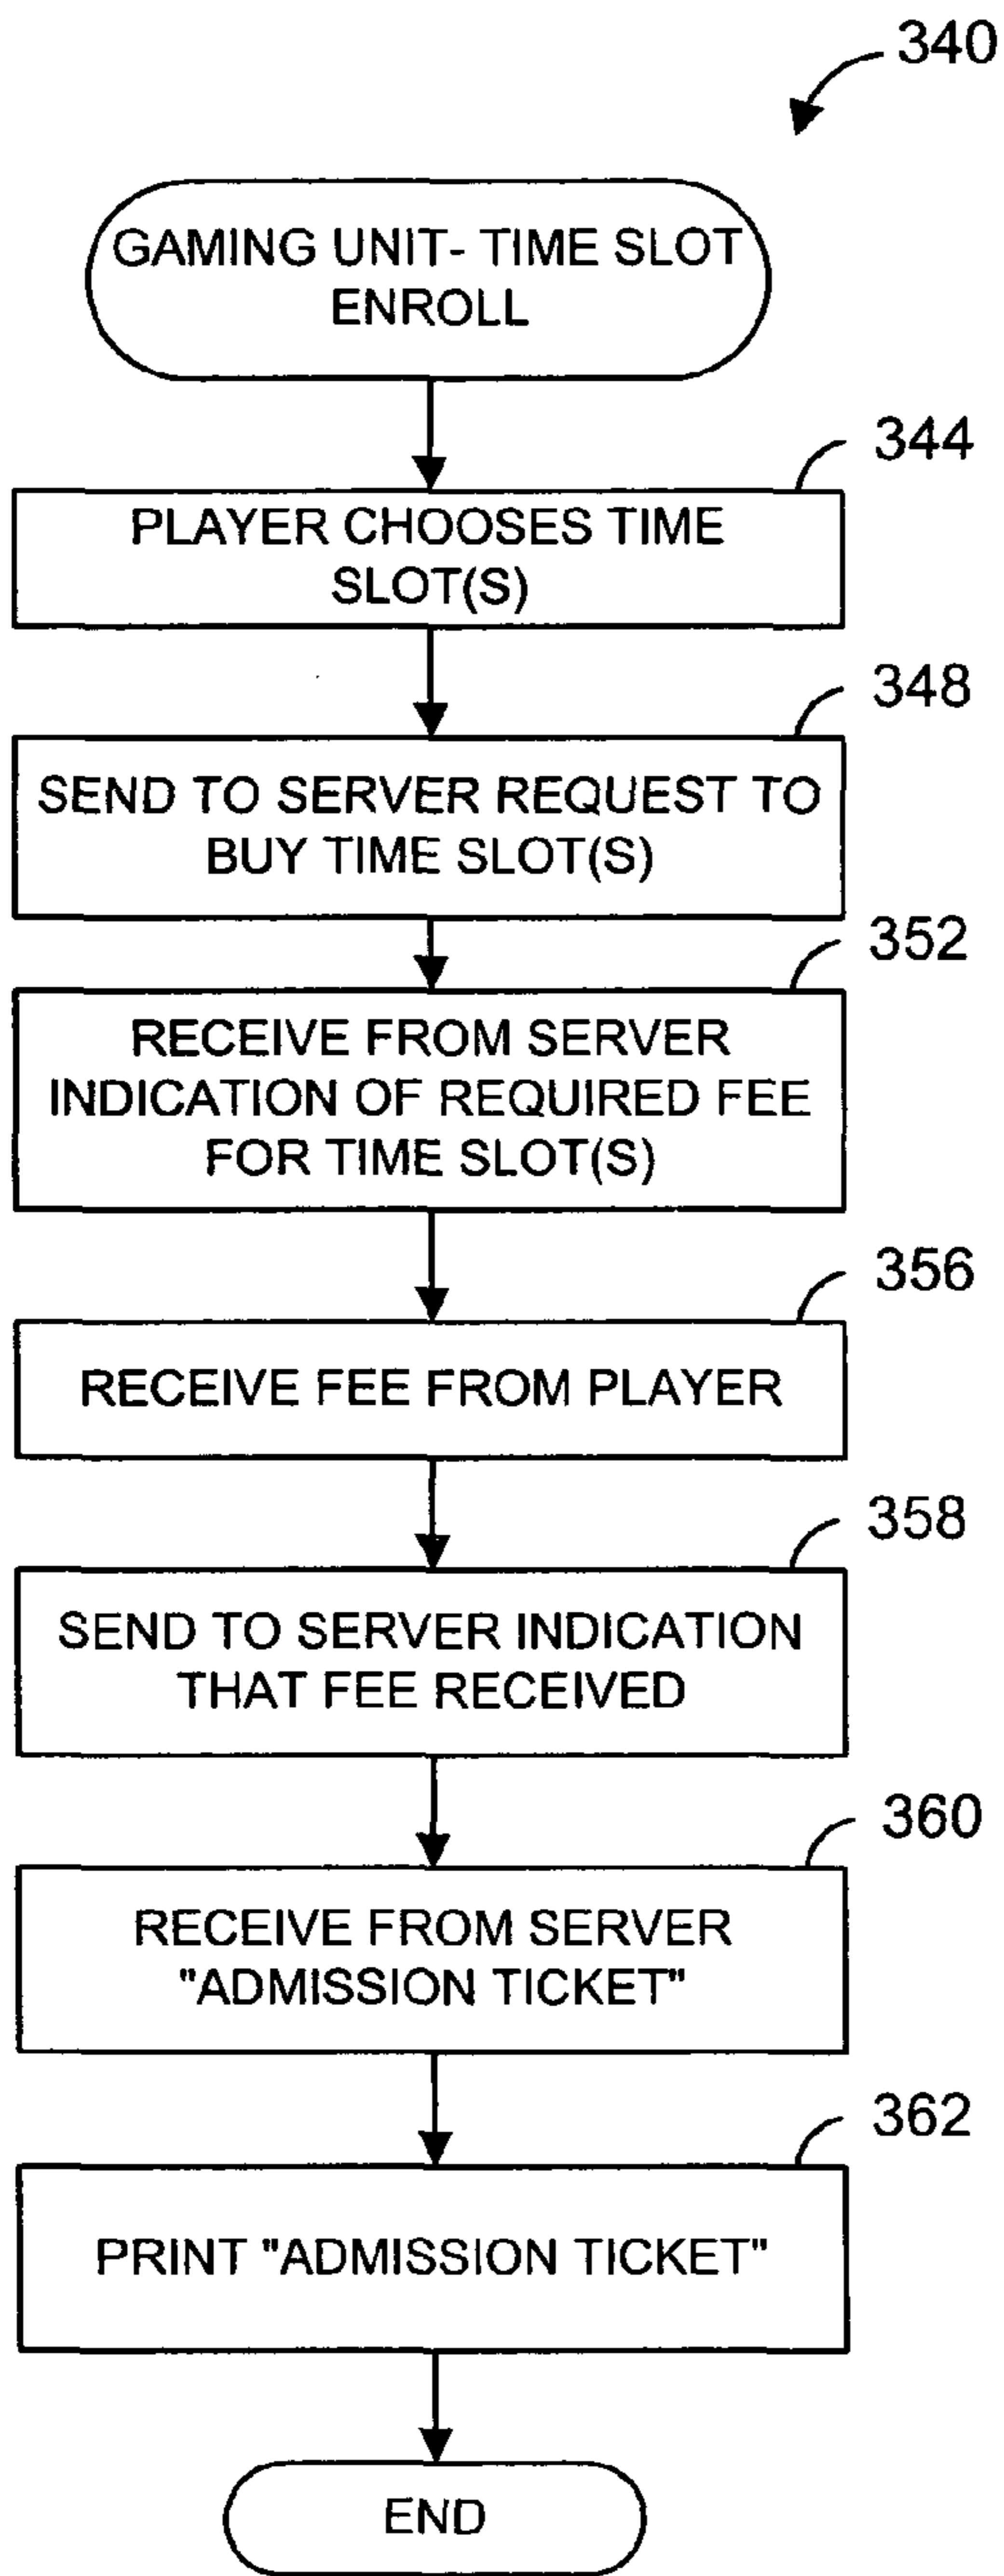 340
GAMING UNIT- TIME SLOT
ENROLL
344
PLAYER CHOOSES TIME
SLOT(S)
348
SEND TO SERVER REQUEST TO
BUY TIME SLOT(S)
352
RECEIVE FROM SERVER
INDICATION OF REQUIRED FEE
FOR TIME SLOT(S)
356
RECEIVE FEE FROM PLAYER
358
SEND TO SERVER INDICATION
THAT FEE RECEIVED
360
RECEIVE FROM SERVER
"ADMISSION TICKET"
362
PRINT "ADMISSION TICKET"
END